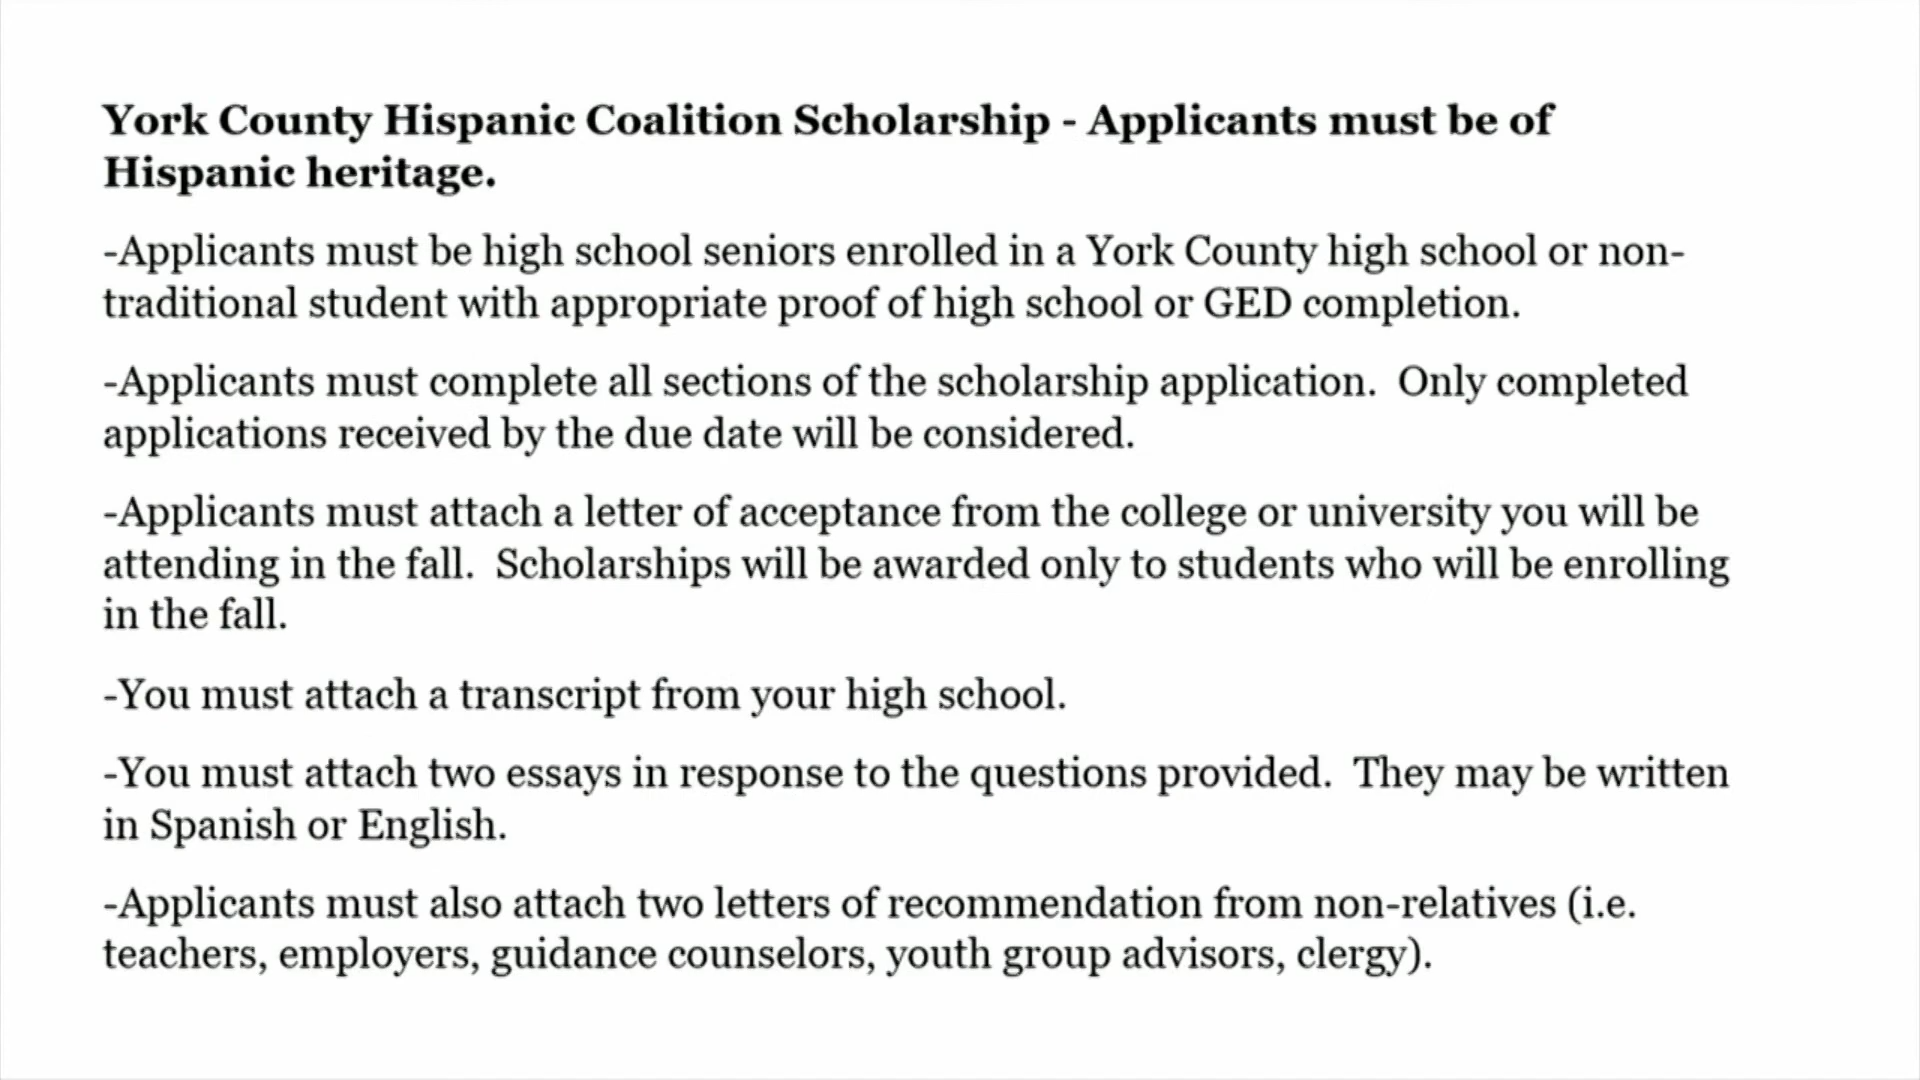 York County Hispanic Coalition Scholarship - Applicants must be of
Hispanic heritage.
-Applicants must be high school seniors enrolled in a York County high school or non-
traditional student with appropriate proof of high school or GED completion.
-Applicants must complete all sections of the scholarship application.  Only completed
applications received by the due date will be considered.
-Applicants must attach a letter of acceptance from the college or university you will be
attending in the fall.  Scholarships will be awarded only to students who will be enrolling
in the fall.
-You must attach a transcript from your high school.
-You must attach two essays in response to the questions provided.  They may be written
in Spanish or English.
-Applicants must also attach two letters of recommendation from non-relatives (i.e.
teachers, employers, guidance counselors, youth group advisors, clergy).